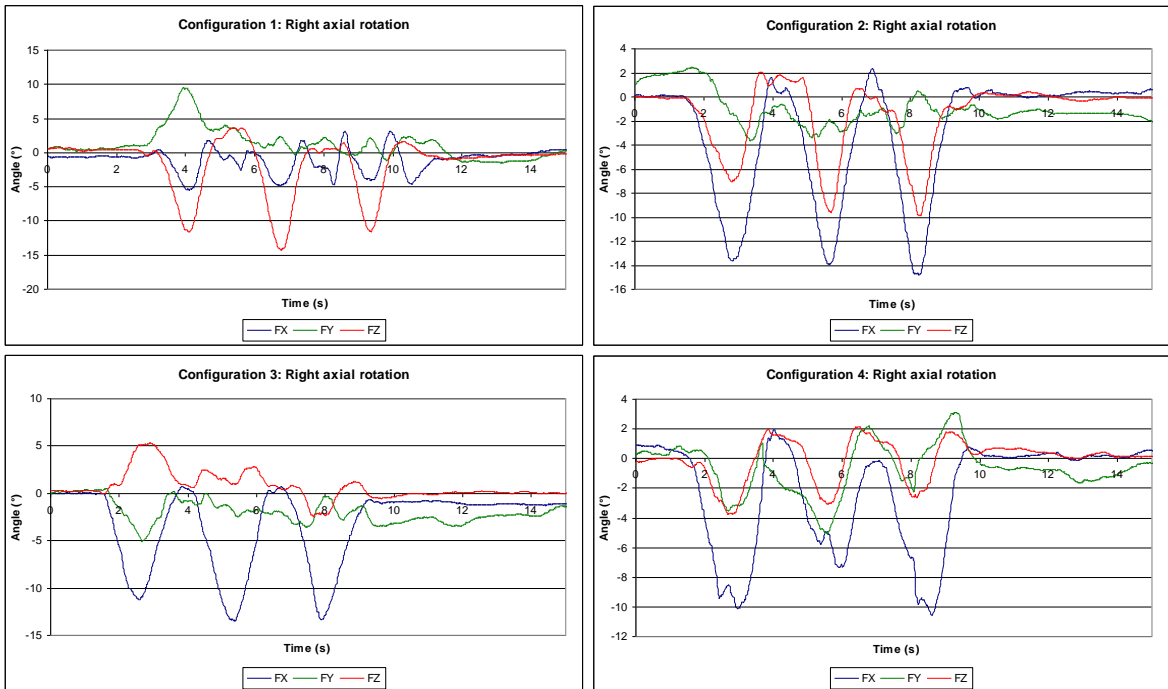 Configuration 1: Right axial rotation
15
10
5
0
-5
-10
-15
-20
0 2 4 6 8 10 12 14
Angle (°)
Time (s)
FX FY FZ
Configuration 2: Right axial rotation
4
2
0
-2
-4
-6
-8
-10
-12
-14
-16
0 2 4 6 8 10 12 14
Angle (°)
Time (s)
FX FY FZ
Configuration 3: Right axial rotation
10
5
0
-5
-10
-15
0 2 4 6 8 10 12 14
Angle (°)
Time (s)
FX FY FZ
Configuration 4: Right axial rotation
4
2
0
-2
-4
-6
-8
-10
-12
0 2 4 6 8 10 12 14
Angle (°)
Time (s)
FX FY FZ